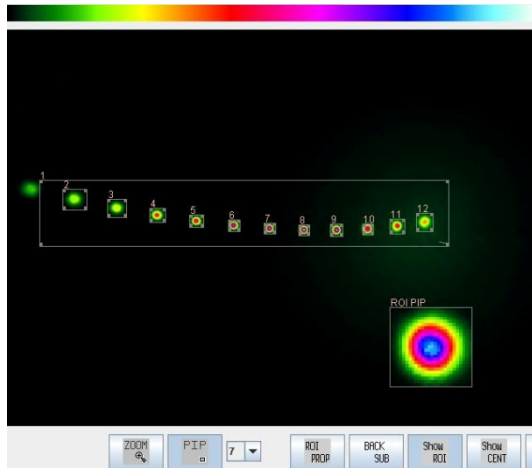 1
2
3
4
5
6
7
8
9
10
11
12
ROI PIP
ZOOM
PIP
7
ROI
PROP
BACK
SUB
Show
ROI
Show
CENT